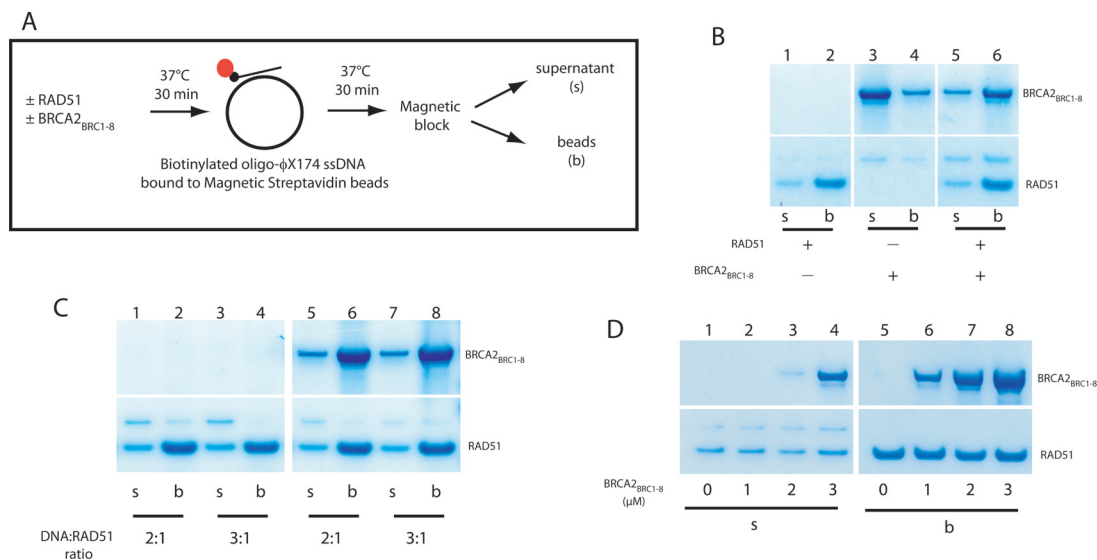 A
± RAD51
± BRCA2BRC1-8
37°C
30 min
Biotinylated oligo-ϕX174 ssDNA
bound to Magnetic Streptavidin beads
37°C
30 min
Magnetic
block
supernatant
(s)
beads
(b)
B
1 2 3 4 5 6
BRCA2BRC1-8
RAD51
s b s b s b
RAD51 + — +
BRCA2BRC1-8 — + +
C
1 2 3 4 5 6 7 8
BRCA2BRC1-8
RAD51
s b s b s b s b
DNA:RAD51
ratio
2:1 3:1 2:1 3:1
D
1 2 3 4 5 6 7 8
BRCA2BRC1-8
RAD51
BRCA2BRC1-8
(μM)
0 1 2 3 0 1 2 3
s b